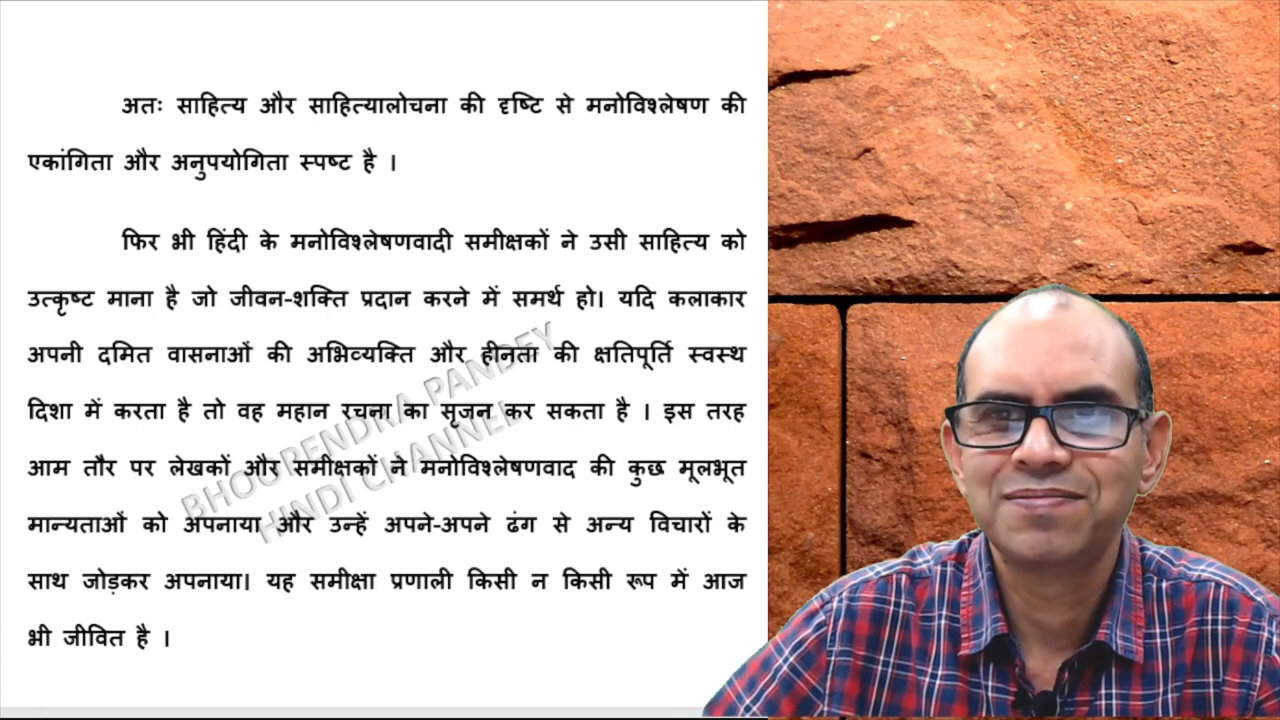 अतः साहित्य और साहित्यालोचना की दृष्टि से मनोविश्लेषण की
एकांगिता और अनुपयोगिता स्पष्ट है ।
फिर भी हिंदी के मनोविश्लेषणवादी समीक्षकों ने उसी साहित्य को
उत्कृष्ट माना है जो जीवन-शक्ति प्रदान करने में समर्थ हो। यदि कलाकार
अपनी दमित वासनाओं की अभिव्यक्ति और हीनता की क्षतिपूर्ति स्वस्थ
दिशा में करता है तो वह महान रचना का सृजन कर सकता है । इस तरह
आम तौर पर लेखकों और समीक्षकों ने मनोविश्लेषणवाद की कुछ मूलभूत
मान्यताओं को अपनाया और उन्हें अपने-अपने ढंग से अन्य विचारों के
साथ जोड़कर अपनाया। यह समीक्षा प्रणाली किसी न किसी रूप में आज
भी जीवित है ।
BHOOPENDRA PANDEY
HINDI CHANNEL